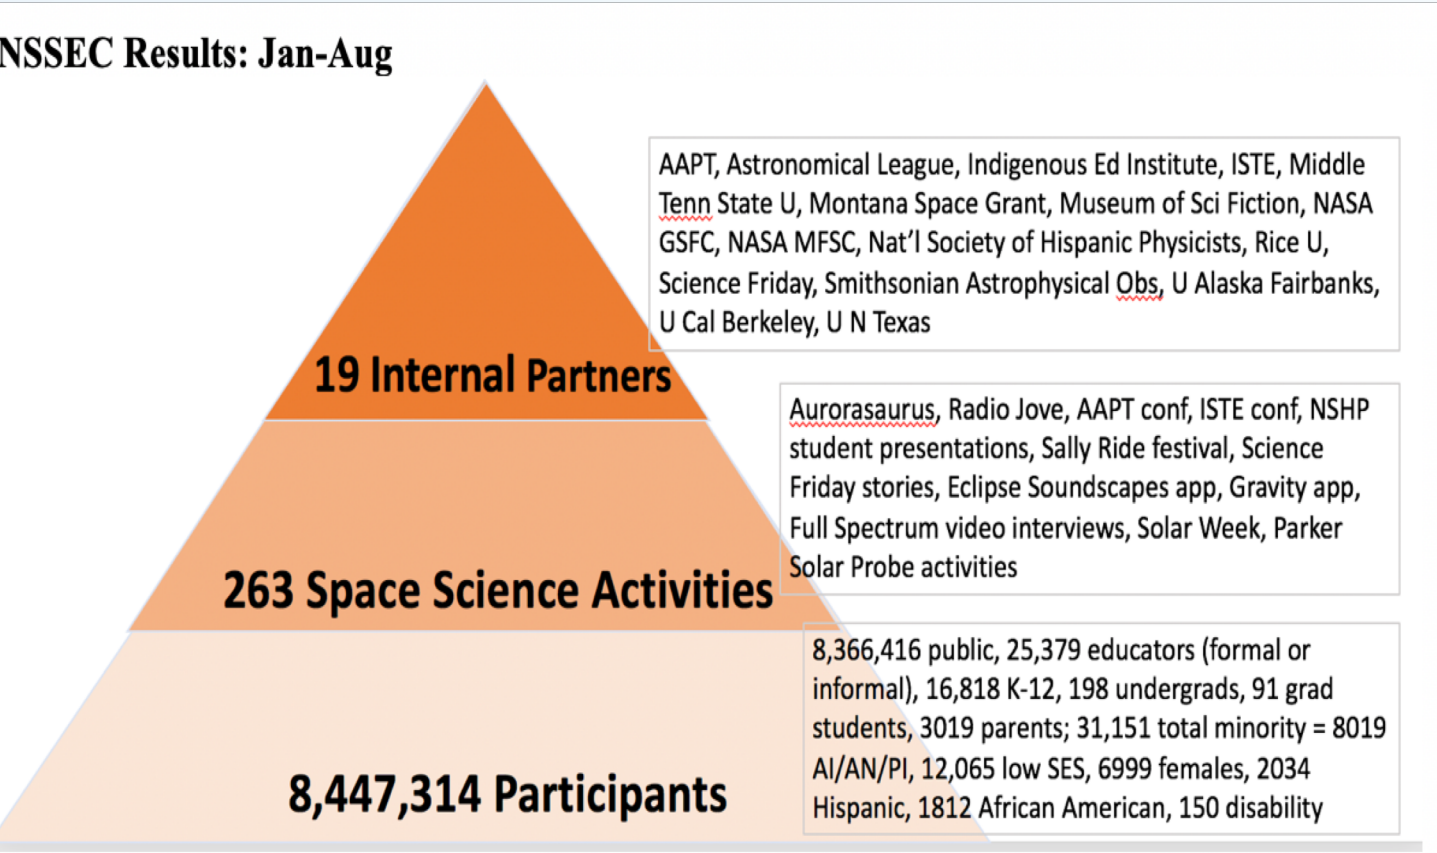 NSSEC Results: Jan-Aug
AAPT, Astronomical League, Indigenous Ed Institute, ISTE, Middle
Tenn State U, Montana Space Grant, Museum of Sci Fiction, NASA
GSFC, NASA MFSC, Nat’l Society of Hispanic Physicists, Rice U,
Science Friday, Smithsonian Astrophysical Obs, U Alaska Fairbanks,
U Cal Berkeley, U N Texas
19 Internal Partners
Aurorasaurus, Radio Jove, AAPT conf, ISTE conf, NSHP
student presentations, Sally Ride festival, Science
Friday stories, Eclipse Soundscapes app, Gravity app,
Full Spectrum video interviews, Solar Week, Parker
Solar Probe activities
263 Space Science Activities
8,366,416 public, 25,379 educators (formal or
informal), 16,818 K-12, 198 undergrads, 91 grad
students, 3019 parents; 31,151 total minority = 8019
AI/AN/PI, 12,065 low SES, 6999 females, 2034
Hispanic, 1812 African American, 150 disability
8,447,314 Participants